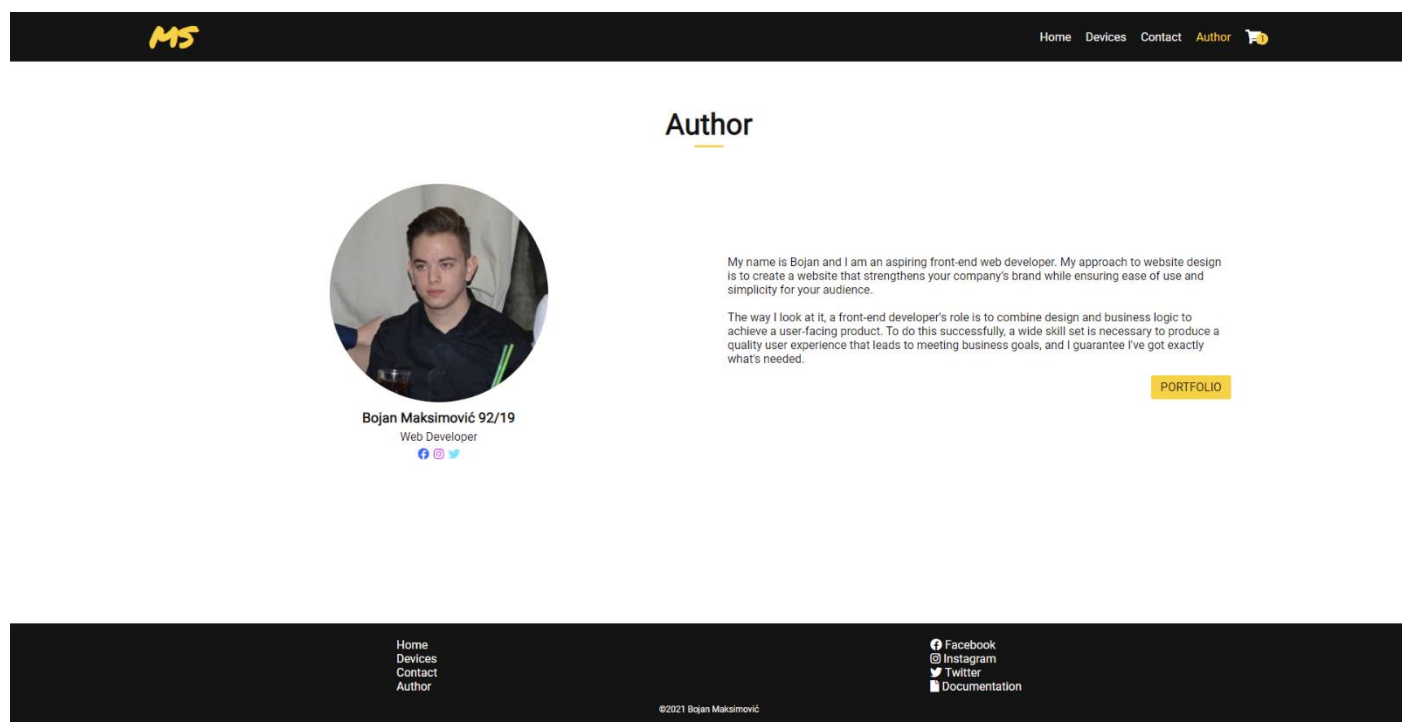 MS
Home Devices Contact Author 1
Author
My name is Bojan and I am an aspiring front-end web developer. My approach to website design
is to create a website that strengthens your company's brand while ensuring ease of use and
simplicity for your audience.
The way I look at it, a front-end developer's role is to combine design and business logic to
achieve a user-facing product. To do this successfully, a wide skill set is necessary to produce a
quality user experience that leads to meeting business goals, and I guarantee I've got exactly
what's needed.
PORTFOLIO
Bojan Maksimović 92/19
Web Developer
Home
Devices
Contact
Author
Facebook
Instagram
Twitter
Documentation
©2021 Bojan Maksimović